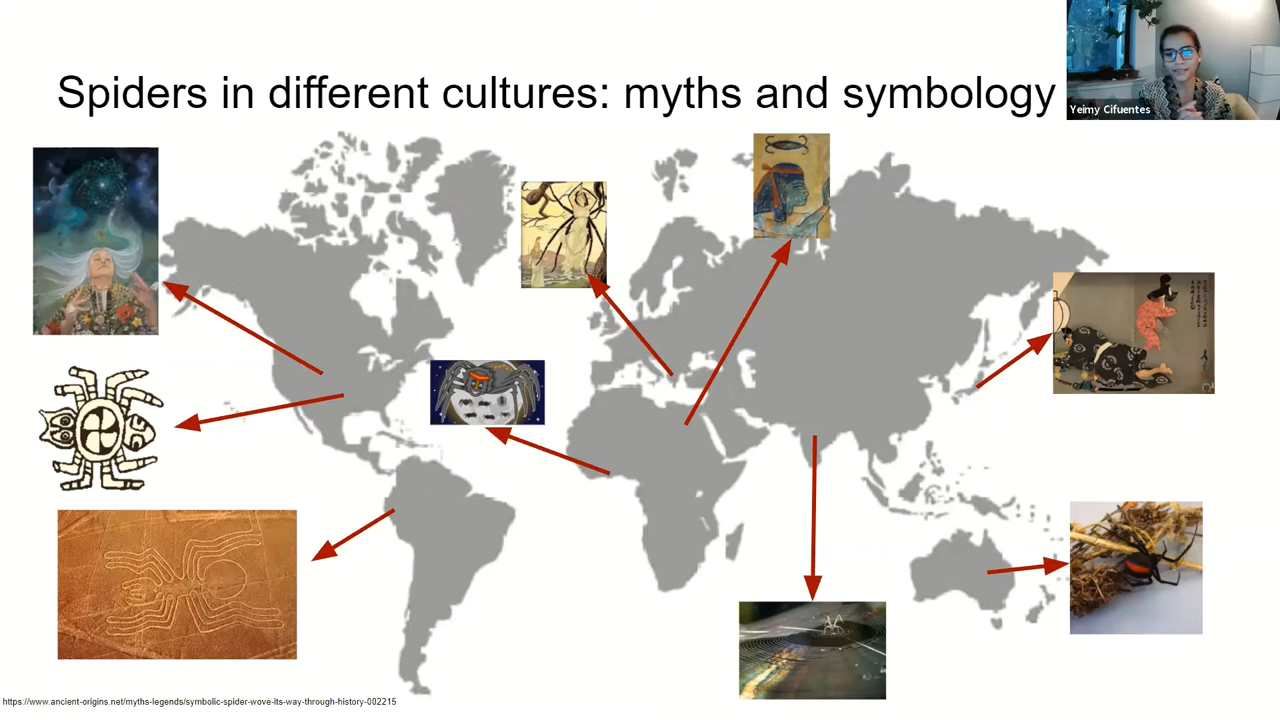 Spiders in different cultures: myths and symbology
Yeimy Cifuentes
https://www.ancient-origins.net/myths-legends/symbolic-spider-wove-its-way-through-history-002215